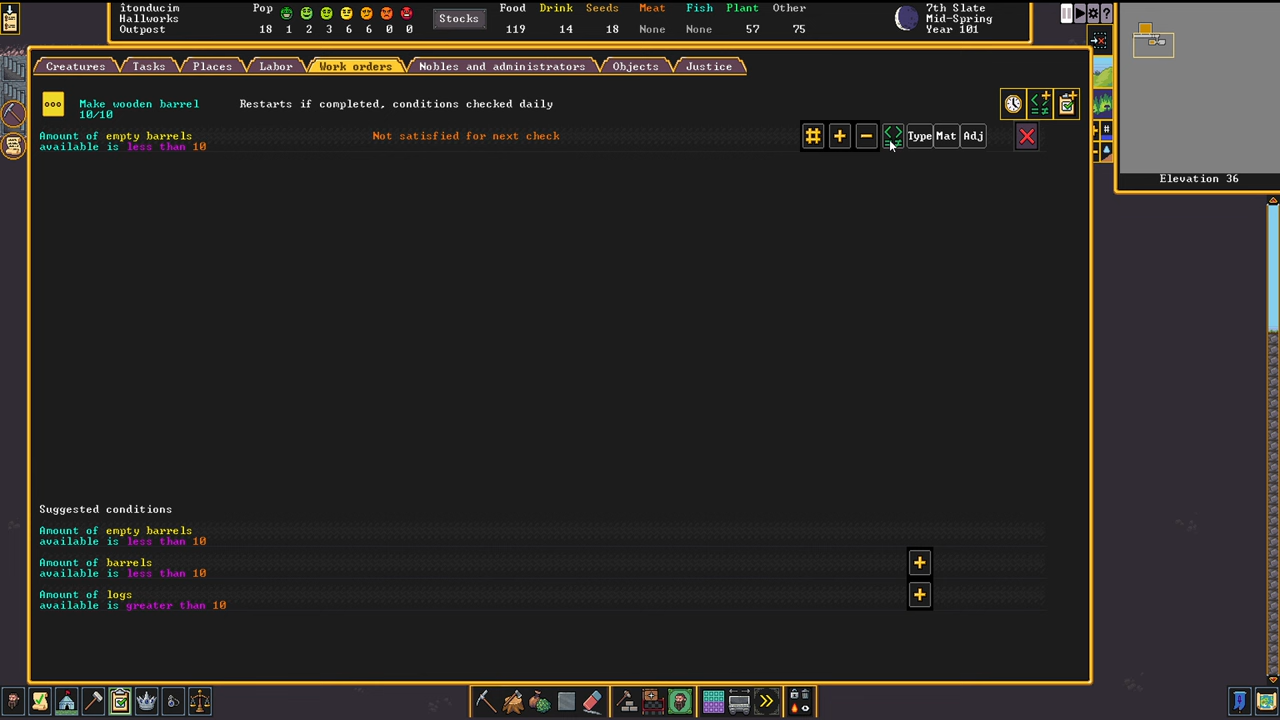 îtonducim
Hallworks
Outpost
Pop
18 1 2 3 6 6 0 0
Stocks
Food Drink Seeds Meat Fish Plant Other
119 14 18 None None 57 75
7th Slate
Mid-Spring
Year 101
Elevation 36
Creatures Tasks Places Labor Work orders Nobles and administrators Objects Justice
Make wooden barrel Restarts if completed, conditions checked daily
10/10
Amount of empty barrels Not satisfied for next check
available is less than 10
Type Mat Adj
Suggested conditions
Amount of empty barrels
available is less than 10
Amount of barrels
available is less than 10
Amount of logs
available is greater than 10